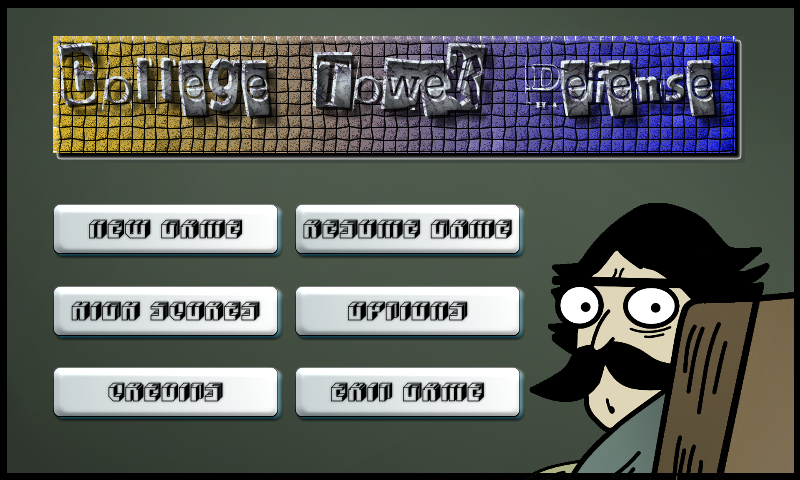 College Tower Defense
NEW GAME
RESUME GAME
HIGH SCORES
OPTIONS
CREDITS
EXIT GAME